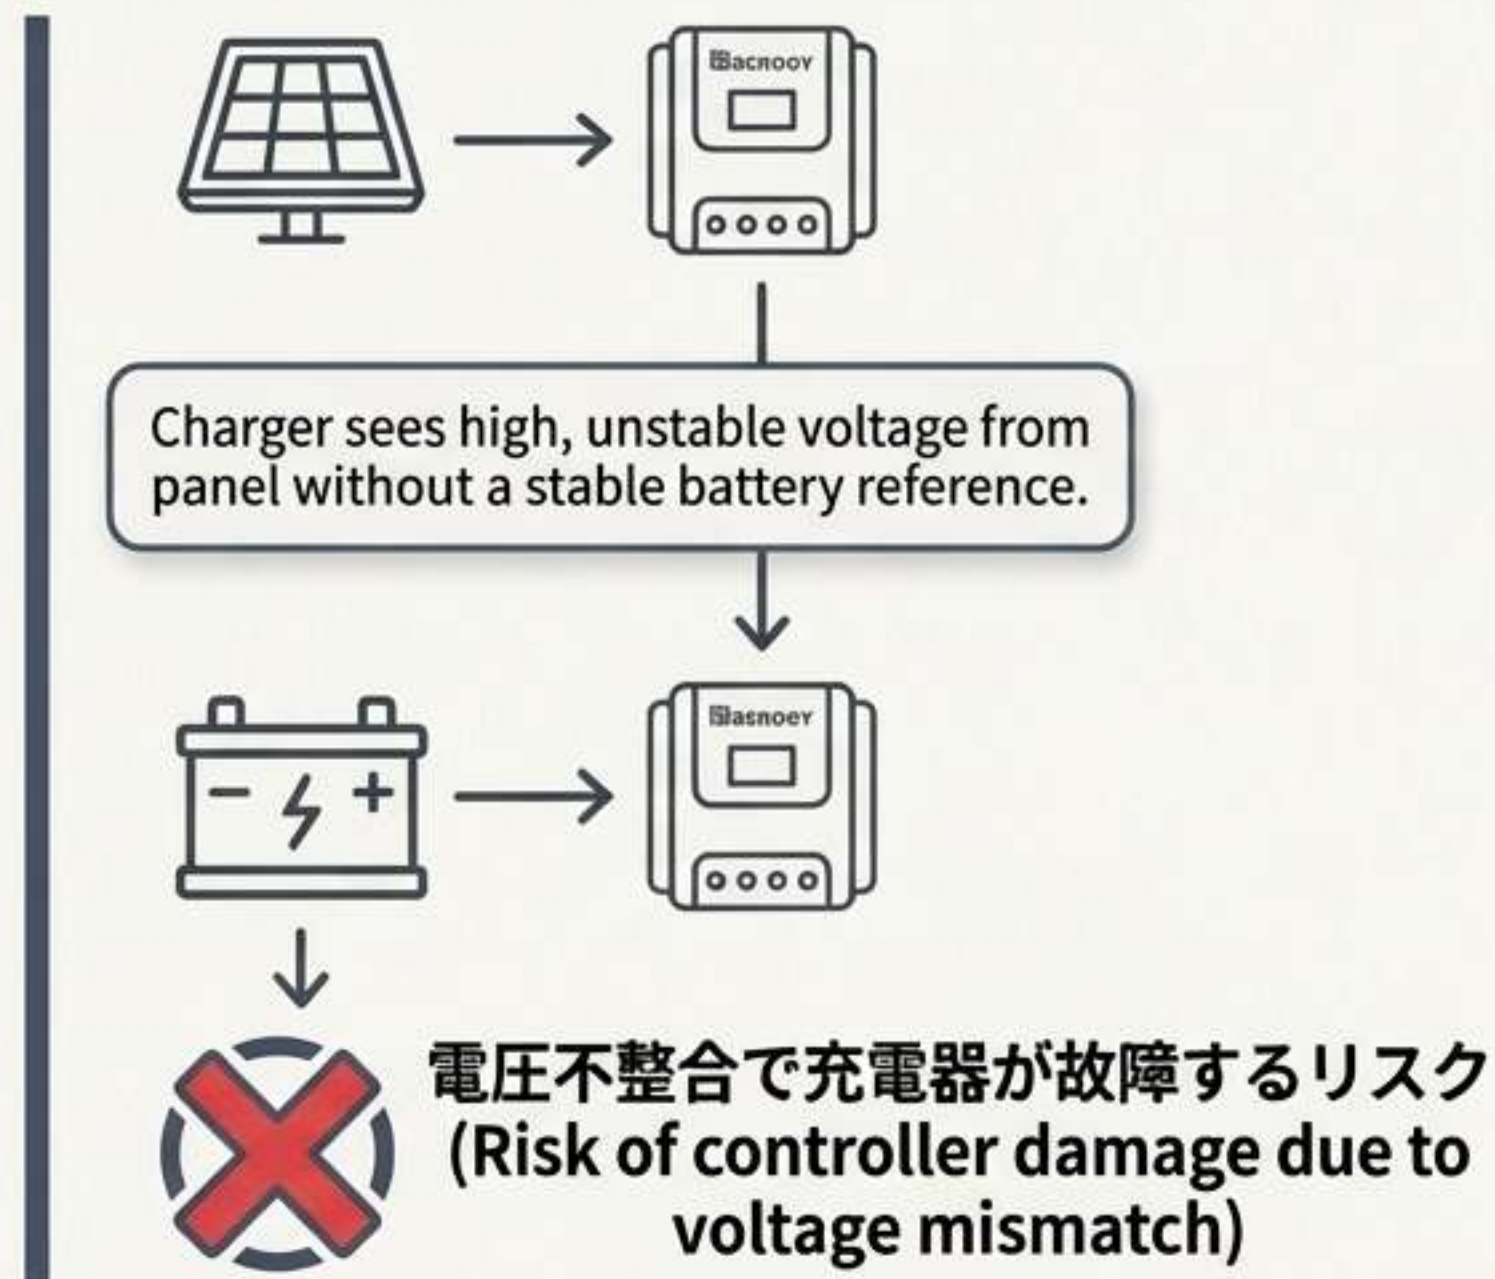 Charger sees high, unstable voltage from
panel without a stable battery reference.
電圧不整合で充電器が故障するリスク
(Risk of controller damage due to
voltage mismatch)